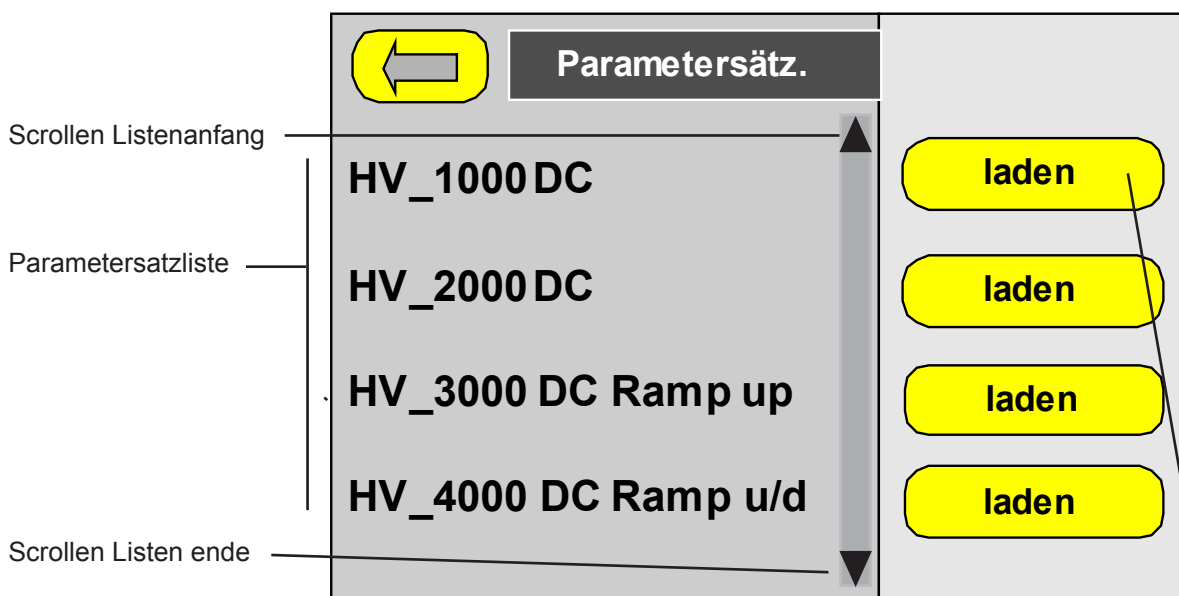 Parametersätz.
Scrollen Listenanfang
HV_1000 DC
laden
Parametersatzliste
HV_2000 DC
laden
HV_3000 DC Ramp up
laden
HV_4000 DC Ramp u/d
laden
Scrollen Listen ende